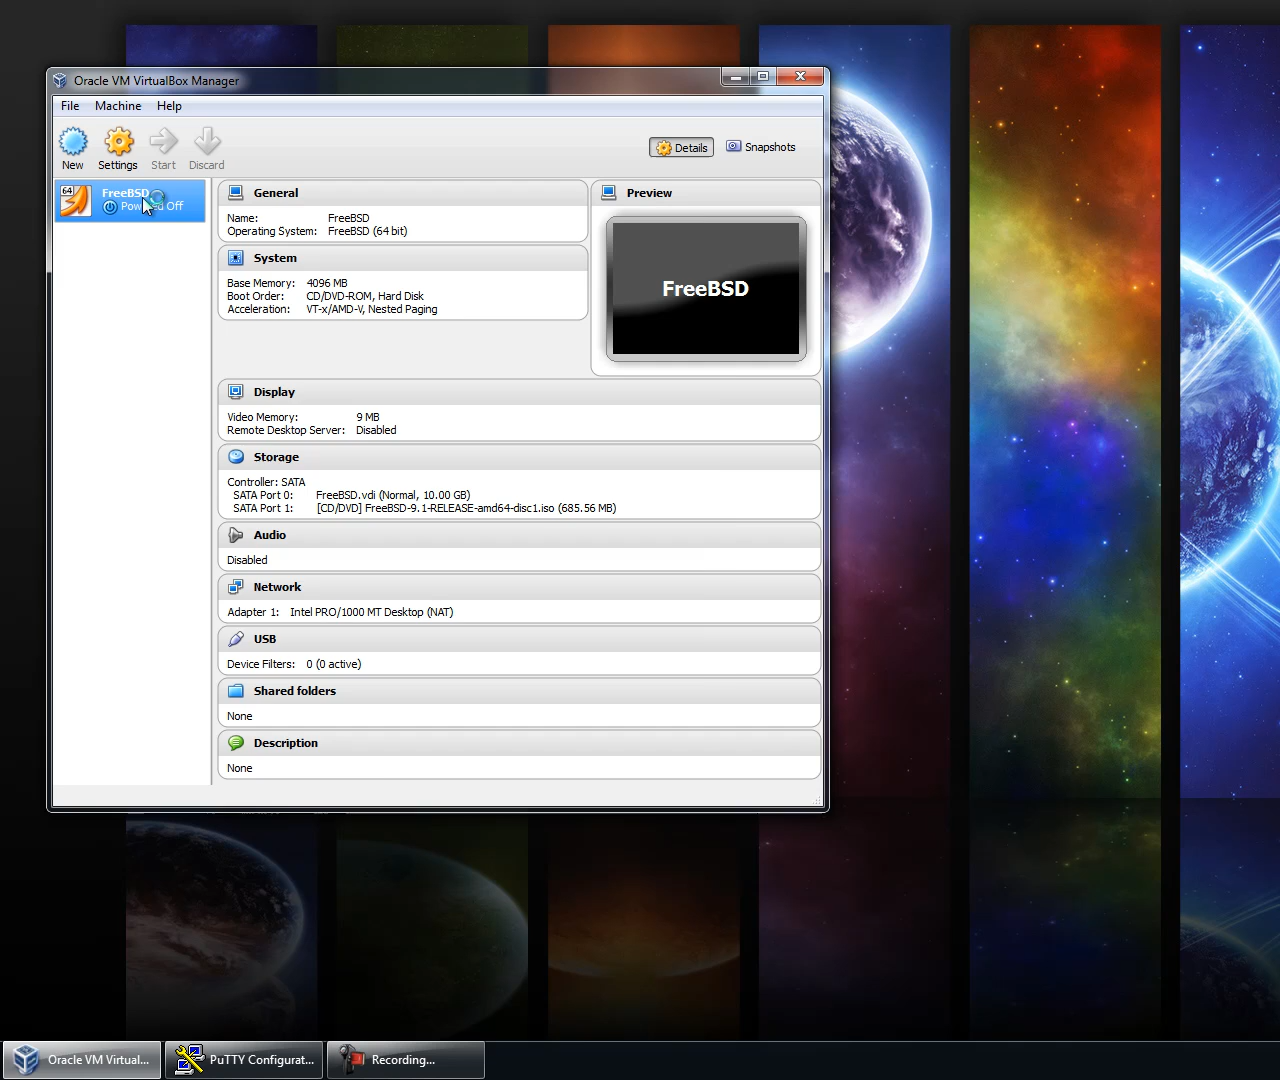 Oracle VM VirtualBox Manager
File Machine Help
New Settings Start Discard
Details Snapshots
64 FreeBSD
Powered Off
General
Name: FreeBSD
Operating System: FreeBSD (64 bit)
System
Base Memory: 4096 MB
Boot Order: CD/DVD-ROM, Hard Disk
Acceleration: VT-x/AMD-V, Nested Paging
Preview
FreeBSD
Display
Video Memory: 9 MB
Remote Desktop Server: Disabled
Storage
Controller: SATA
SATA Port 0: FreeBSD.vdi (Normal, 10.00 GB)
SATA Port 1: [CD/DVD] FreeBSD-9.1-RELEASE-amd64-disc1.iso (685.56 MB)
Audio
Disabled
Network
Adapter 1: Intel PRO/1000 MT Desktop (NAT)
USB
Device Filters: 0 (0 active)
Shared folders
None
Description
None
Oracle VM Virtual... PuTTY Configurat... Recording...